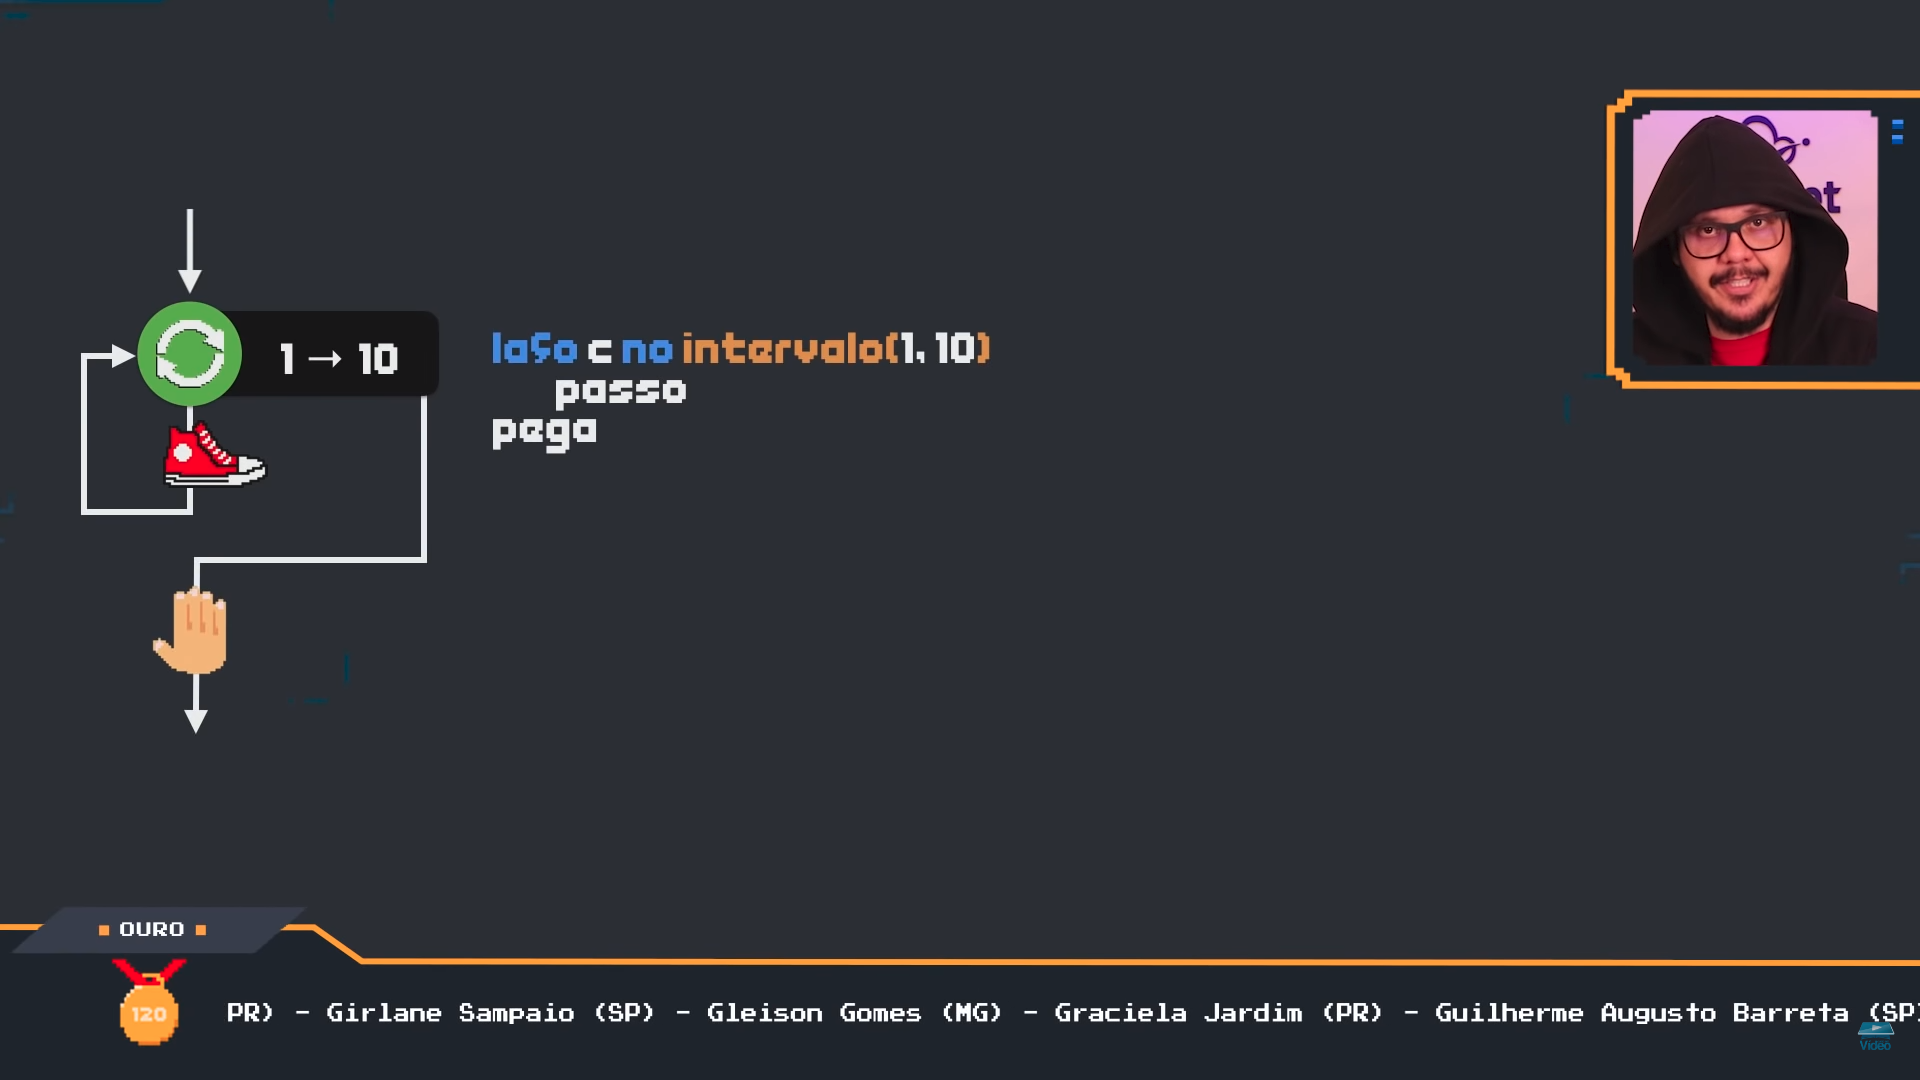 1 → 10
laço c no intervalo(1, 10)
passo
pega
OURO
120
PR) - Girlane Sampaio (SP) - Gleison Gomes (MG) - Graciela Jardim (PR) - Guilherme Augusto Barreta (SP)
Vídeo